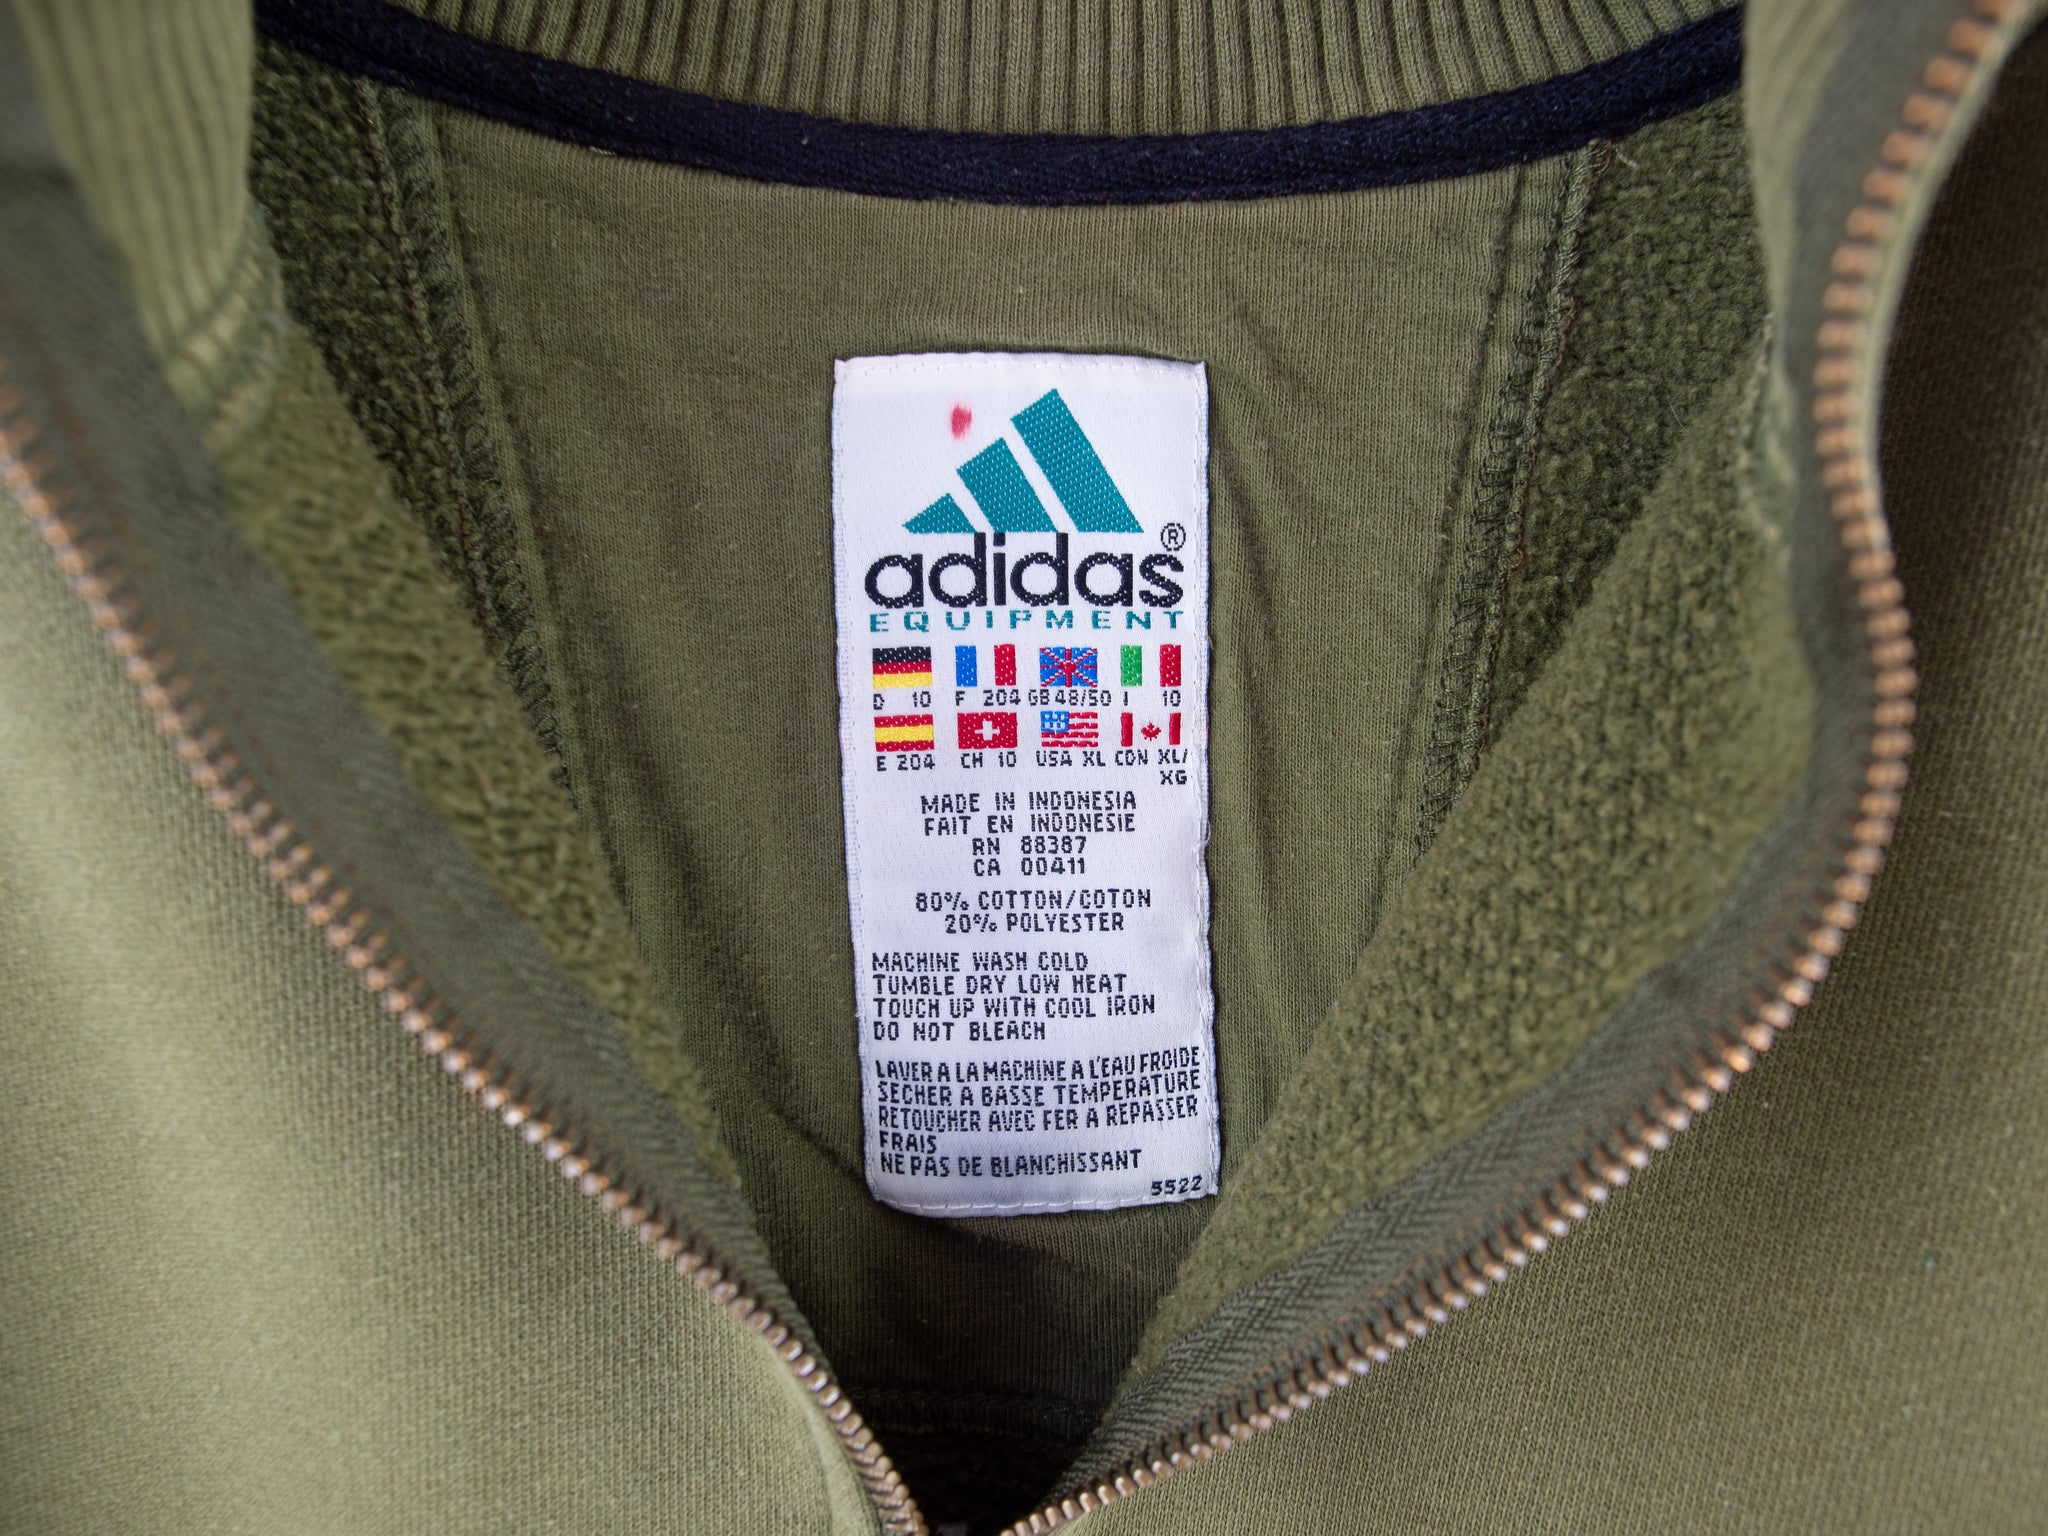 adidas®
EQUIPMENT
D 10 F 204 GB 48/50 I 10
E 204 CH 10 USA XL CDN XL/
XG
MADE IN INDONESIA
FAIT EN INDONESIE
RN 88387
CA 00411
80% COTTON/COTON
20% POLYESTER
MACHINE WASH COLD
TUMBLE DRY LOW HEAT
TOUCH UP WITH COOL IRON
DO NOT BLEACH
LAVER A LA MACHINE A L'EAU FROIDE
SECHER A BASSE TEMPERATURE
RETOUCHER AVEC FER A REPASSER
FRAIS
NE PAS DE BLANCHISSANT
5522